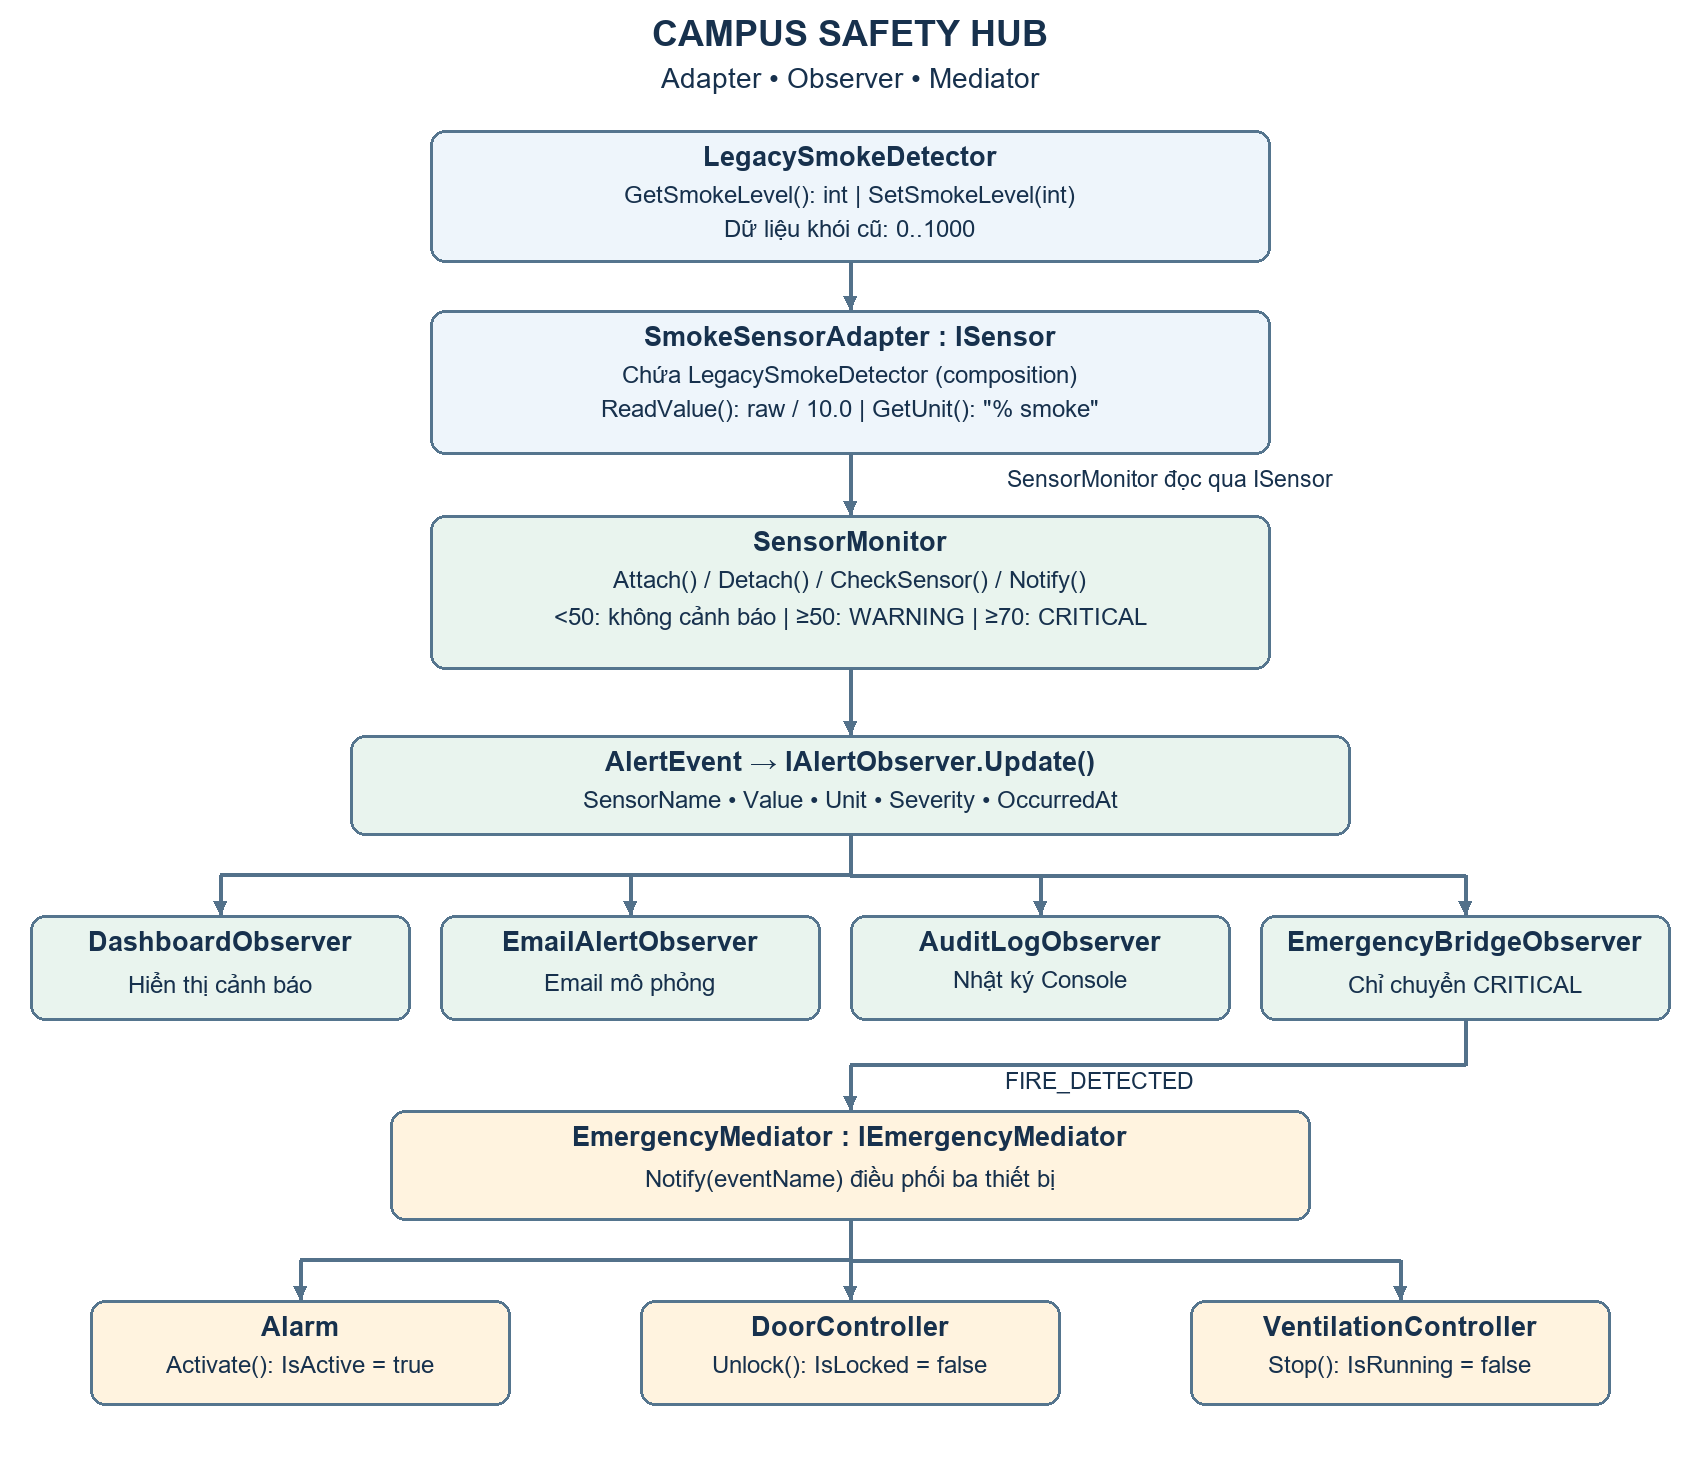 CAMPUS SAFETY HUB
Adapter • Observer • Mediator
LegacySmokeDetector
GetSmokeLevel(): int | SetSmokeLevel(int)
Dữ liệu khói cũ: 0..1000
SmokeSensorAdapter : ISensor
Chứa LegacySmokeDetector (composition)
ReadValue(): raw / 10.0 | GetUnit(): "% smoke"
SensorMonitor đọc qua ISensor
SensorMonitor
Attach() / Detach() / CheckSensor() / Notify()
<50: không cảnh báo | ≥50: WARNING | ≥70: CRITICAL
AlertEvent → IAlertObserver.Update()
SensorName • Value • Unit • Severity • OccurredAt
DashboardObserver
Hiển thị cảnh báo
EmailAlertObserver
Email mô phỏng
AuditLogObserver
Nhật ký Console
EmergencyBridgeObserver
Chỉ chuyển CRITICAL
FIRE_DETECTED
EmergencyMediator : IEmergencyMediator
Notify(eventName) điều phối ba thiết bị
Alarm
Activate(): IsActive = true
DoorController
Unlock(): IsLocked = false
VentilationController
Stop(): IsRunning = false